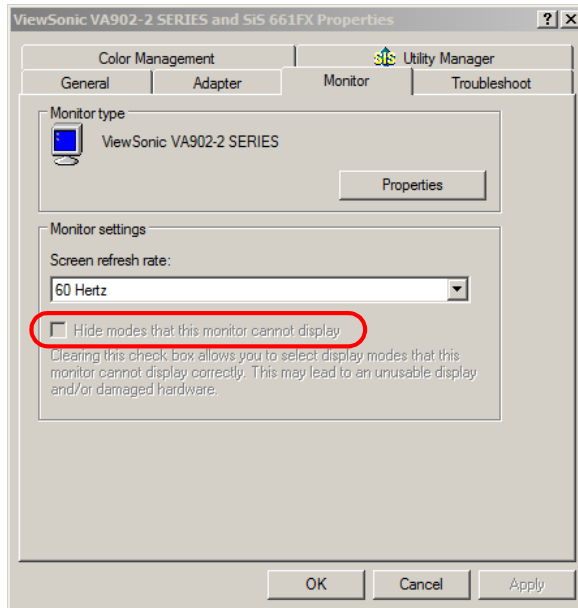 ViewSonic VA902-2 SERIES and SiS 661FX Properties
Color Management
SiS Utility Manager
General
Adapter
Monitor
Troubleshoot
Monitor type
ViewSonic VA902-2 SERIES
Properties
Monitor settings
Screen refresh rate:
60 Hertz
Hide modes that this monitor cannot display
Clearing this check box allows you to select display modes that this
monitor cannot display correctly. This may lead to an unusable display
and/or damaged hardware.
OK
Cancel
Apply